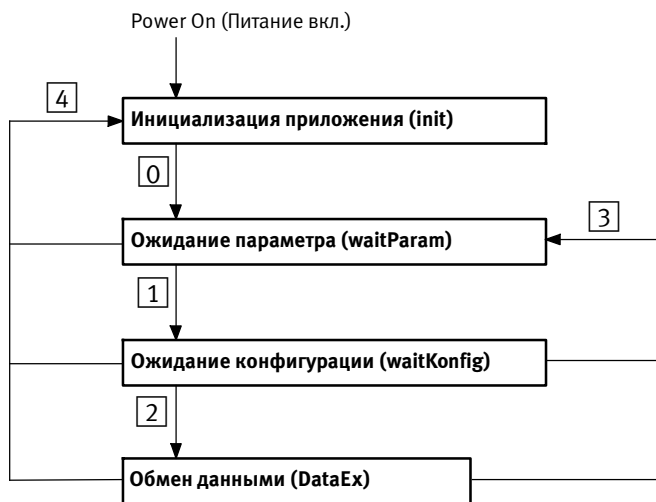 Power On (Питание вкл.)
4
Инициализация приложения (init)
0
3
Ожидание параметра (waitParam)
1
Ожидание конфигурации (waitKonfig)
2
Обмен данными (DataEx)